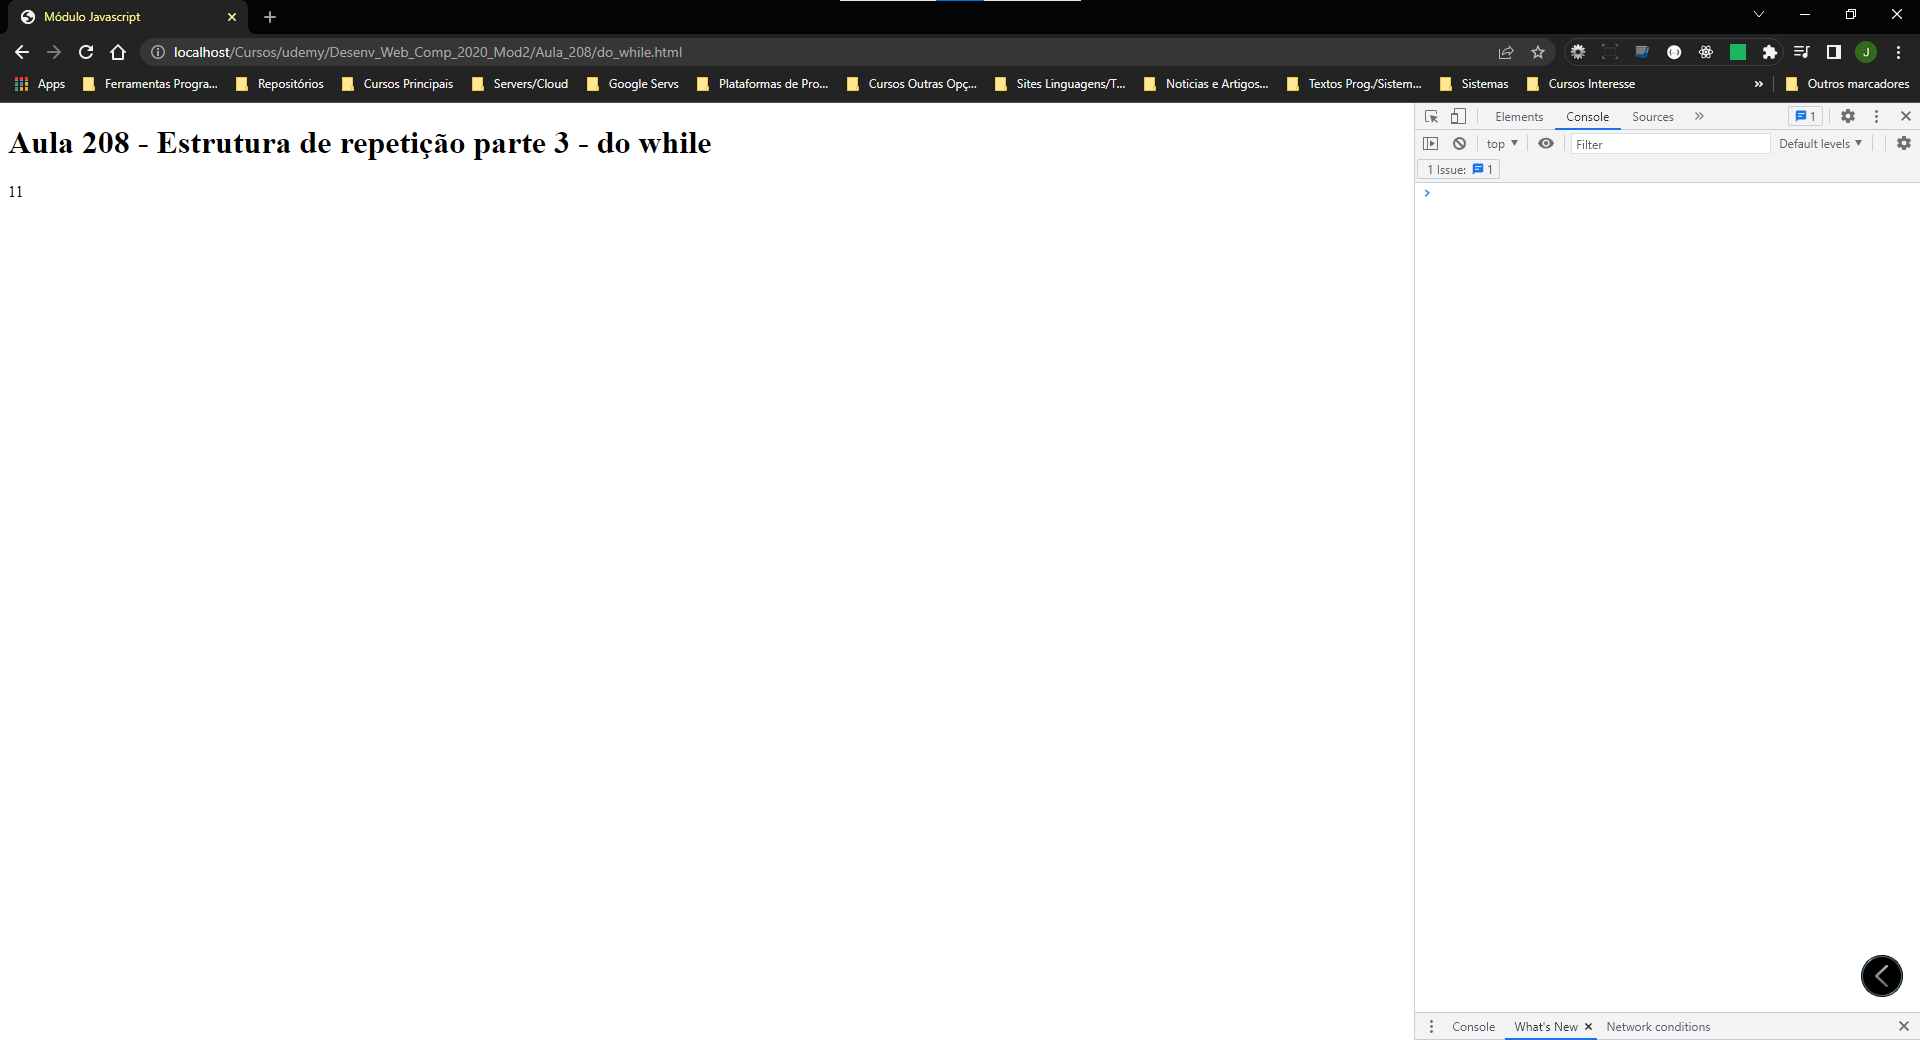 Módulo Javascript
localhost/Cursos/udemy/Desenv_Web_Comp_2020_Mod2/Aula_208/do_while.html
J
Apps Ferramentas Progra... Repositórios Cursos Principais Servers/Cloud Google Servs Plataformas de Pro... Cursos Outras Opç... Sites Linguagens/T... Noticias e Artigos... Textos Prog./Sistem... Sistemas Cursos Interesse » Outros marcadores
Aula 208 - Estrutura de repetição parte 3 - do while
11
Elements Console Sources » 1
top Filter Default levels
1 Issue: 1
Console What's New Network conditions